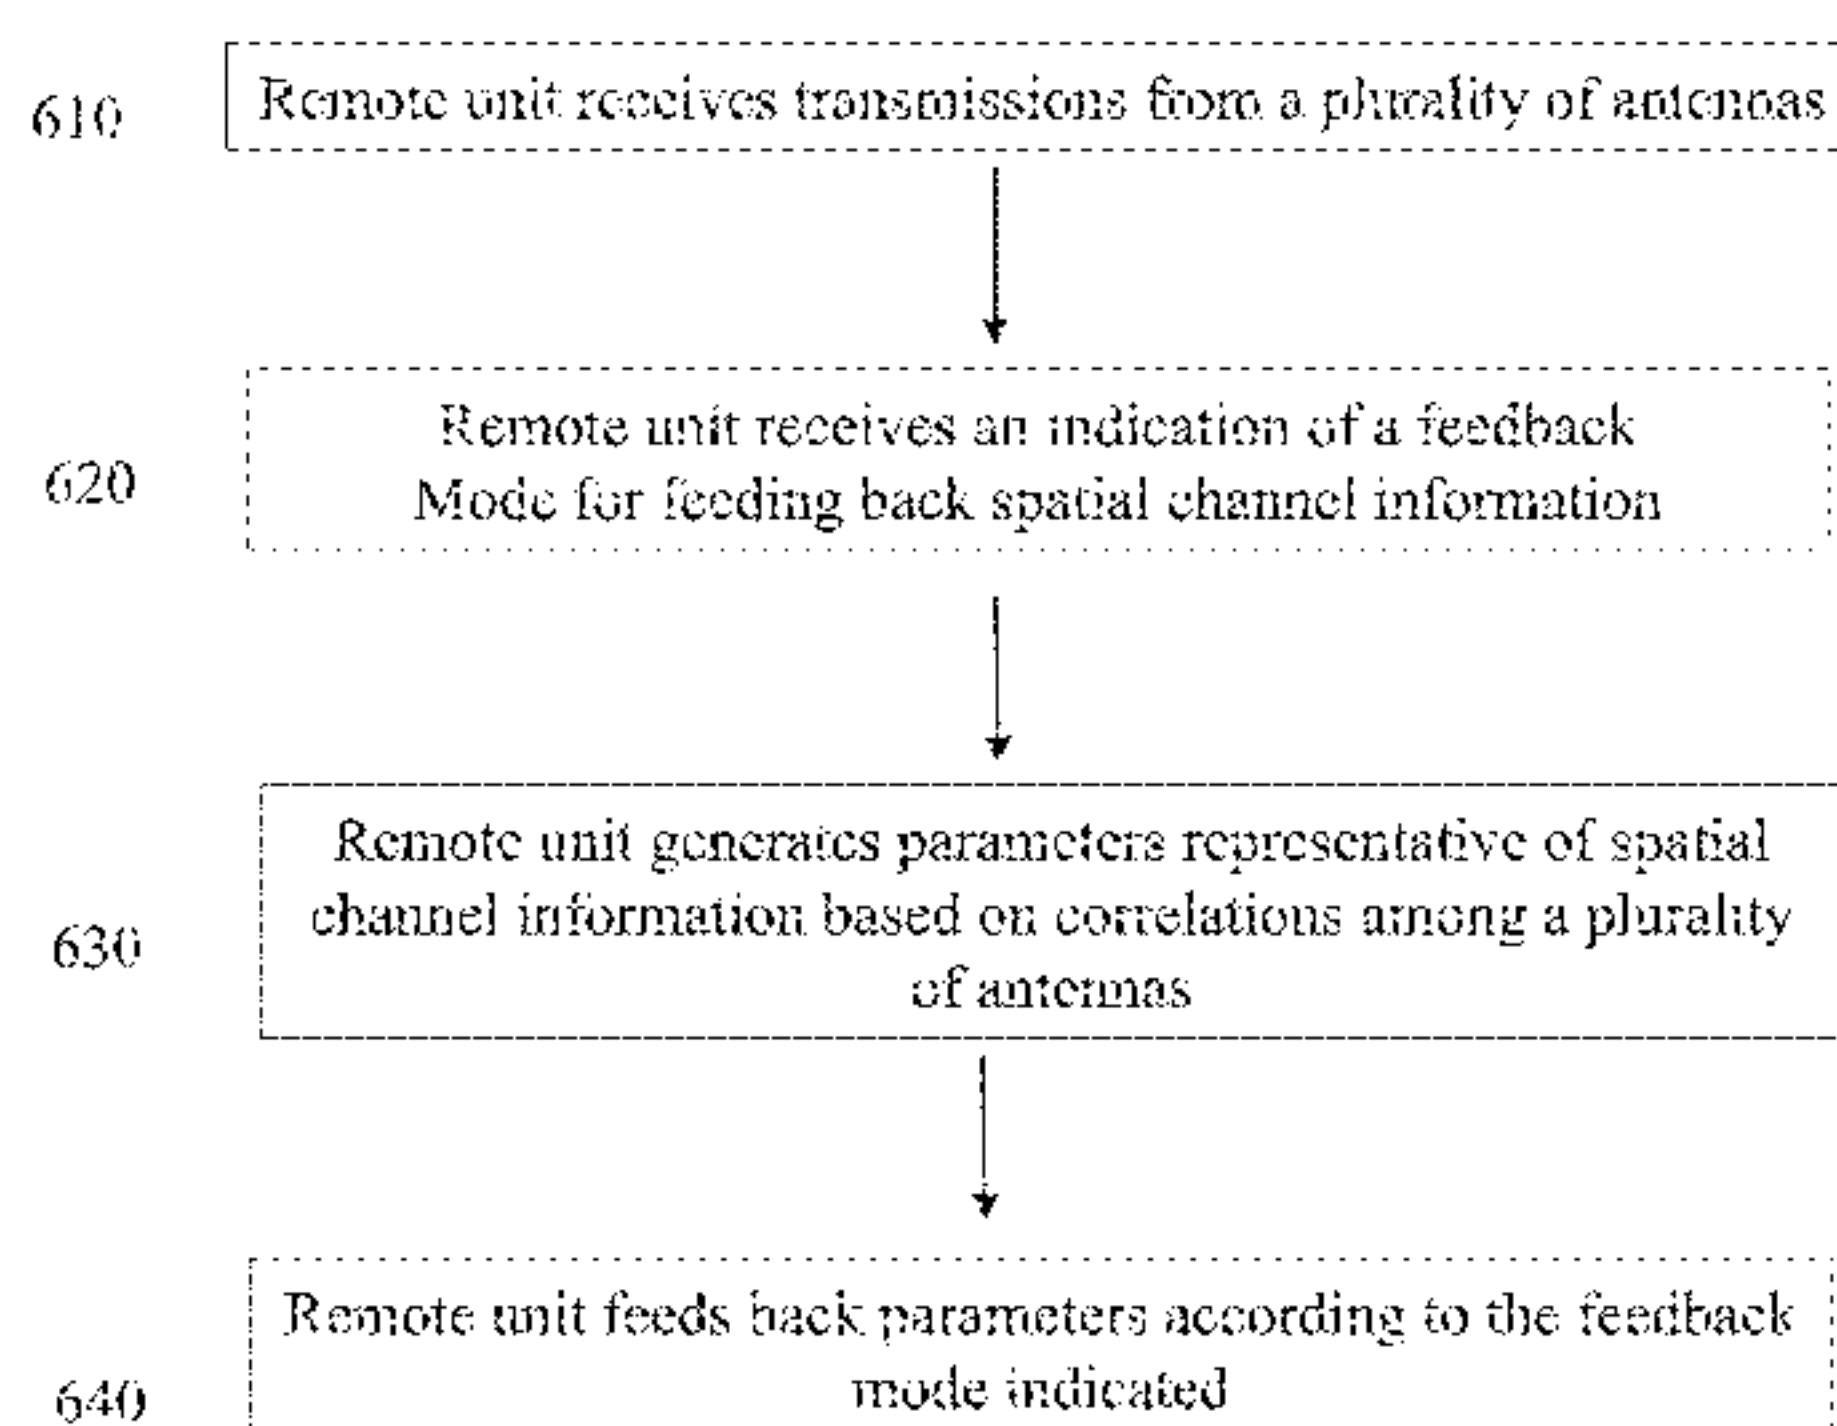 610
Remote unit receives transmissions from a plurality of antennas
620
Remote unit receives an indication of a feedback
Mode for feeding back spatial channel information
630
Remote unit generates parameters representative of spatial
channel information based on correlations among a plurality
of antennas
640
Remote unit feeds back parameters according to the feedback
mode indicated